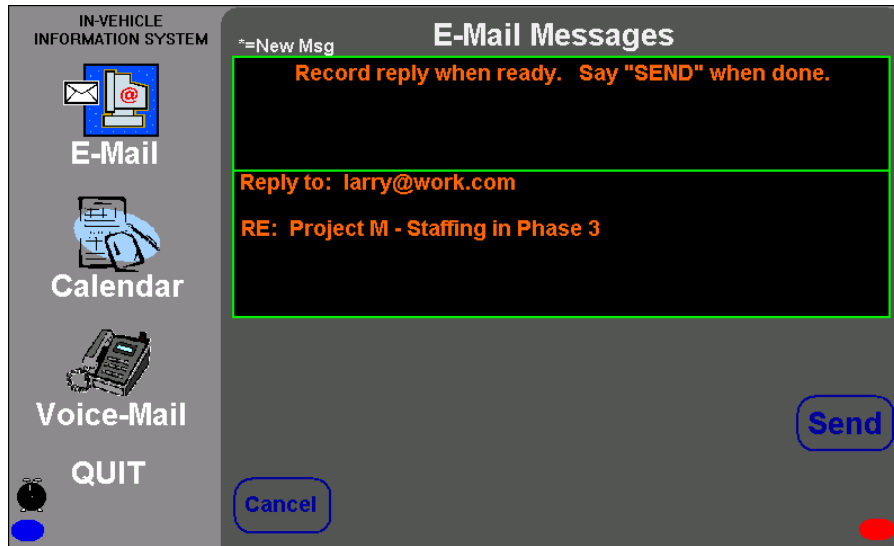 IN-VEHICLE
INFORMATION SYSTEM
E-Mail
Calendar
Voice-Mail
QUIT
*=New Msg
E-Mail Messages
Record reply when ready. Say "SEND" when done.
Reply to: larry@work.com
RE: Project M - Staffing in Phase 3
Send
Cancel
@